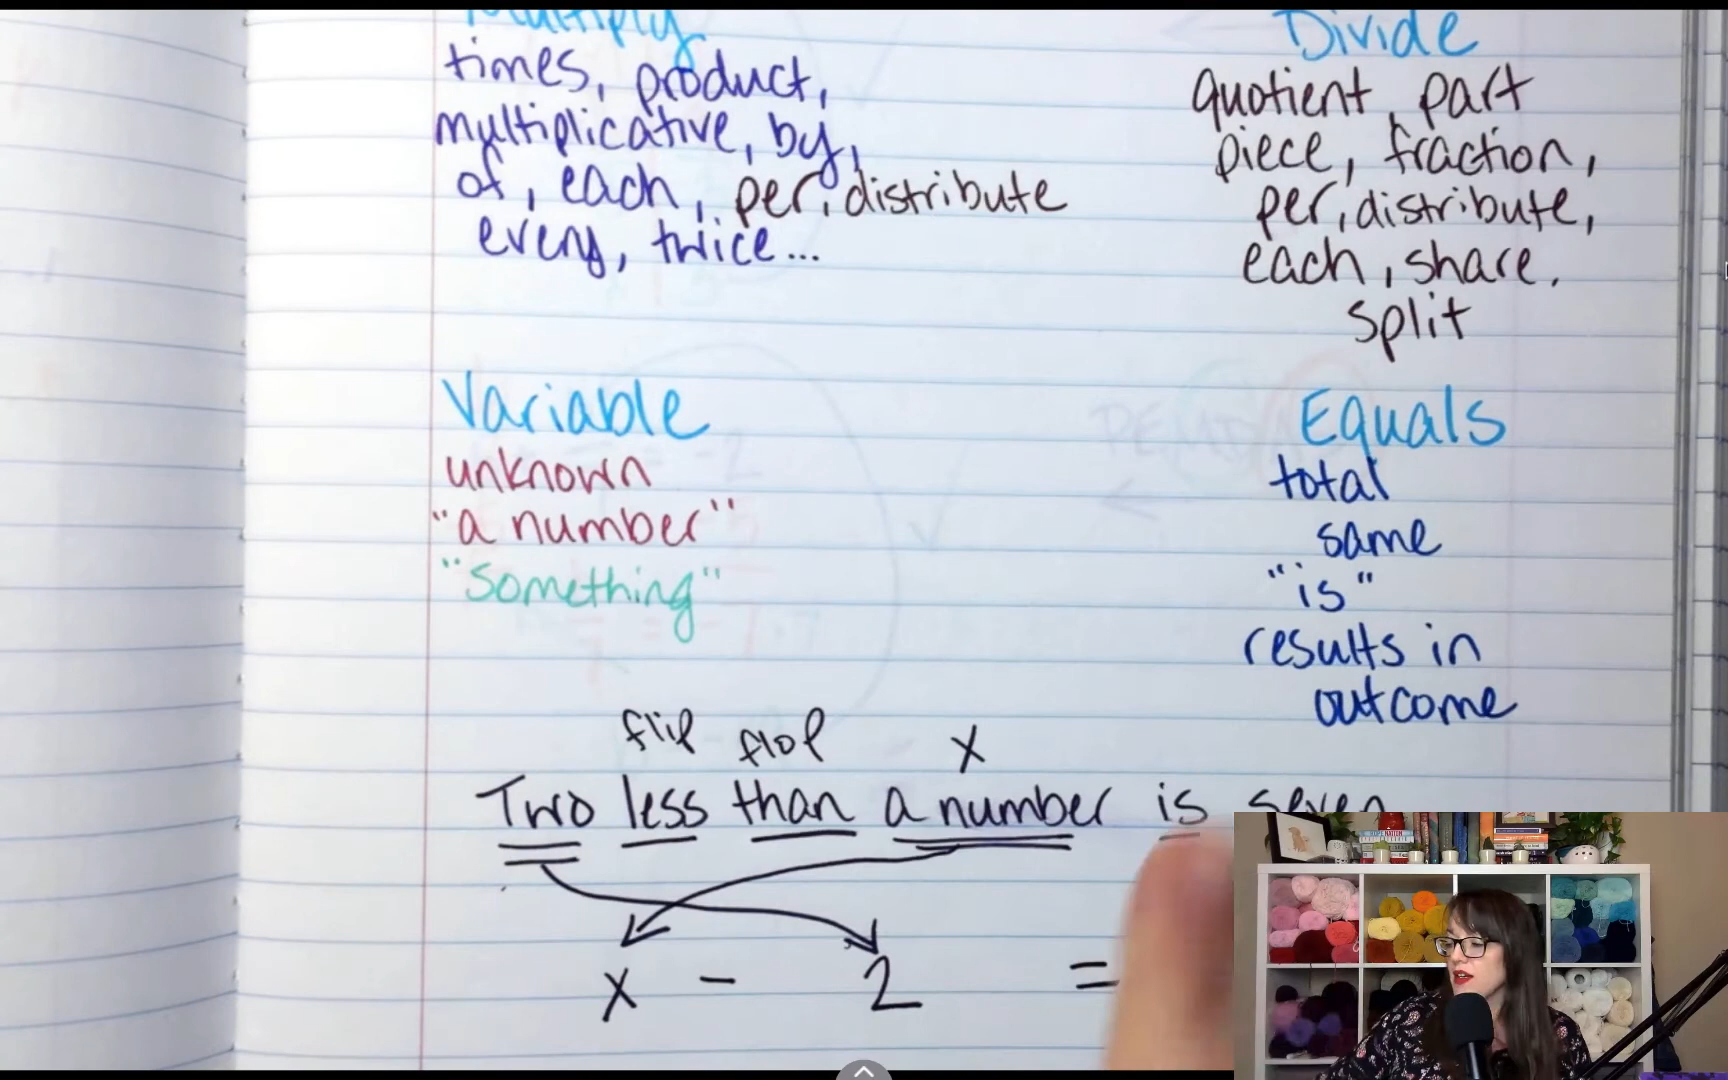 Multiply
times, product,
multiplicative, by,
of, each, per, distribute
every, twice...
Divide
quotient, part
piece, fraction,
per, distribute,
each, share.
split
Variable
unknown
"a number"
"something"
Equals
total
same
"is"
results in
outcome
flip flop x
Two less than a number is seven
x - 2 =